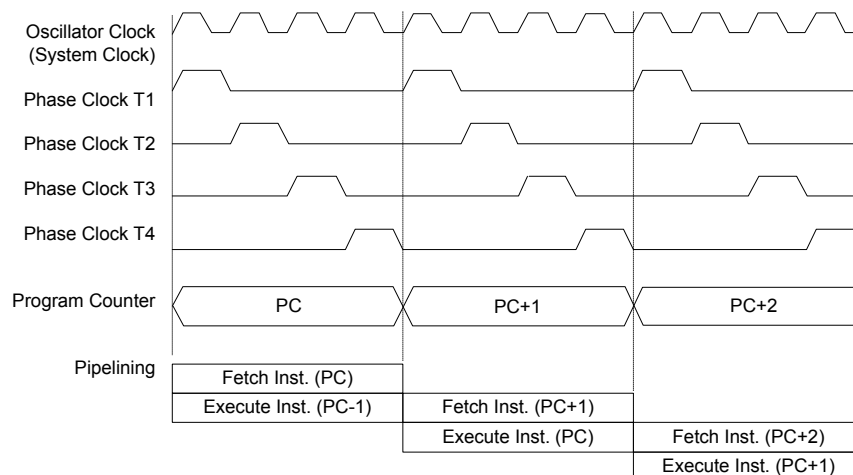 Oscillator Clock
(System Clock)
Phase Clock T1
Phase Clock T2
Phase Clock T3
Phase Clock T4
Program Counter
PC
PC+1
PC+2
Pipelining
Fetch Inst. (PC)
Execute Inst. (PC-1)
Fetch Inst. (PC+1)
Execute Inst. (PC)
Fetch Inst. (PC+2)
Execute Inst. (PC+1)